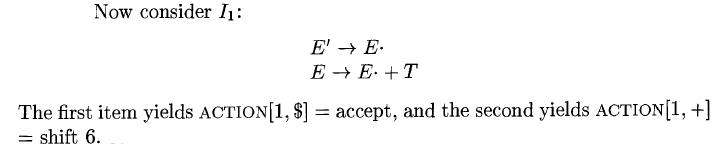 Now consider I₁:
E′ → E·
E → E· + T
The first item yields ACTION[1, $] = accept, and the second yields ACTION[1, +]
= shift 6.